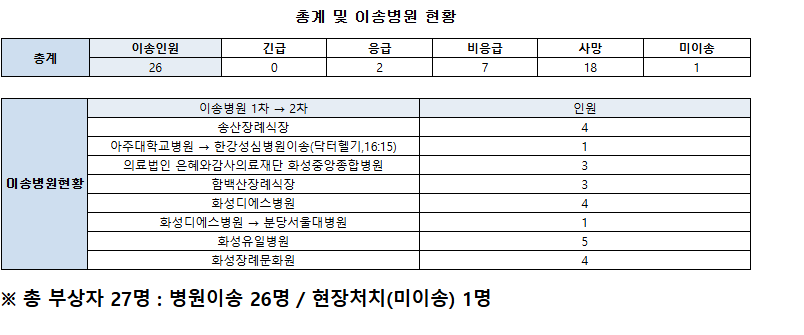 총계 및 이송병원 현황
총계 이송인원 긴급 응급 비응급 사망 미이송
26 0 2 7 18 1
이송병원현황
이송병원 1차 → 2차 인원
송산장례식장 4
아주대학교병원 → 한강성심병원이송(닥터헬기,16:15) 1
의료법인 은혜와감사의료재단 화성중앙종합병원 3
함백산장례식장 3
화성디에스병원 4
화성디에스병원 → 분당서울대병원 1
화성유일병원 5
화성장례문화원 4
※ 총 부상자 27명 : 병원이송 26명 / 현장처치(미이송) 1명